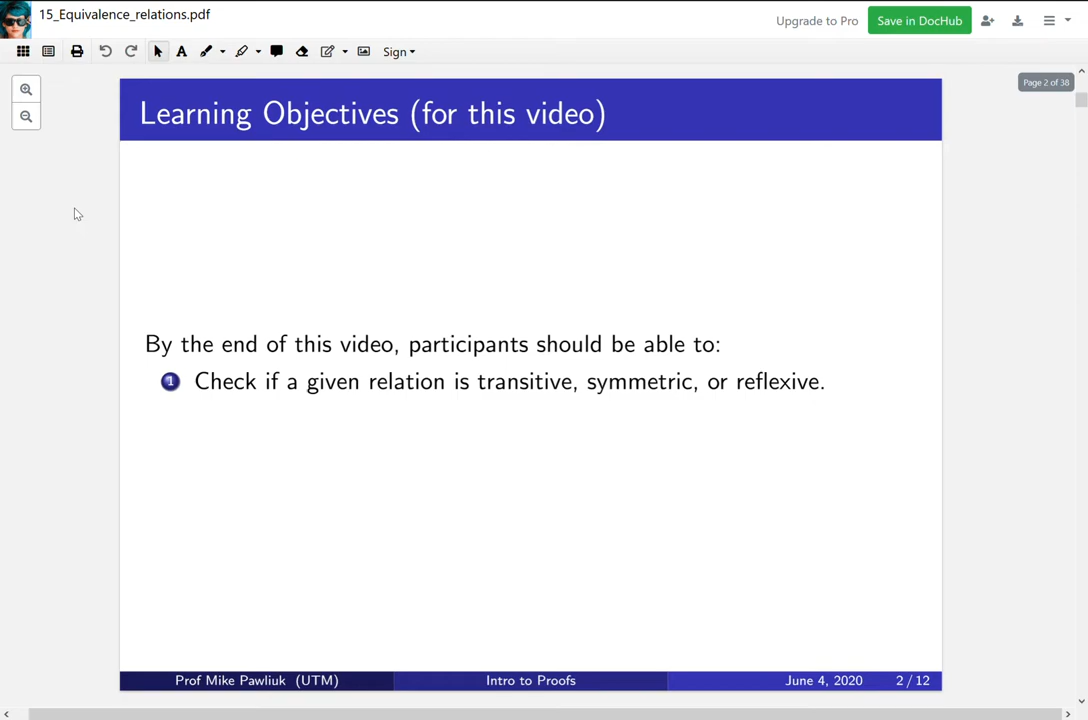 15_Equivalence_relations.pdf
Upgrade to Pro
Save in DocHub
A
Sign
Page 2 of 38
Learning Objectives (for this video)
By the end of this video, participants should be able to:
1 Check if a given relation is transitive, symmetric, or reflexive.
Prof Mike Pawliuk (UTM)
Intro to Proofs
June 4, 2020
2 / 12